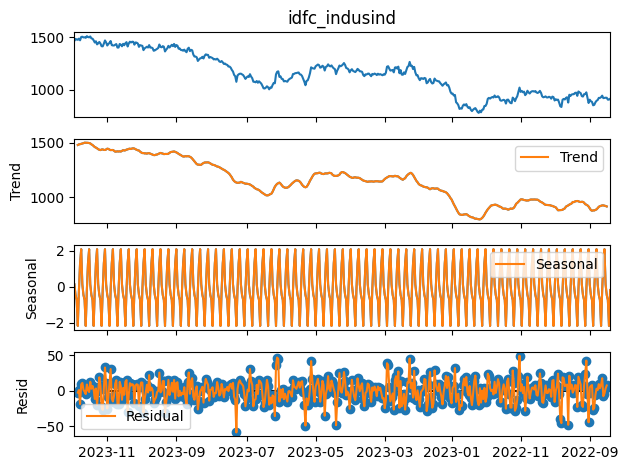 idfc_indusind
1500
1000
Trend
1500
1000
Trend
Seasonal
2
0
−2
Seasonal
Resid
50
0
−50
Residual
2023-11 2023-09 2023-07 2023-05 2023-03 2023-01 2022-11 2022-09